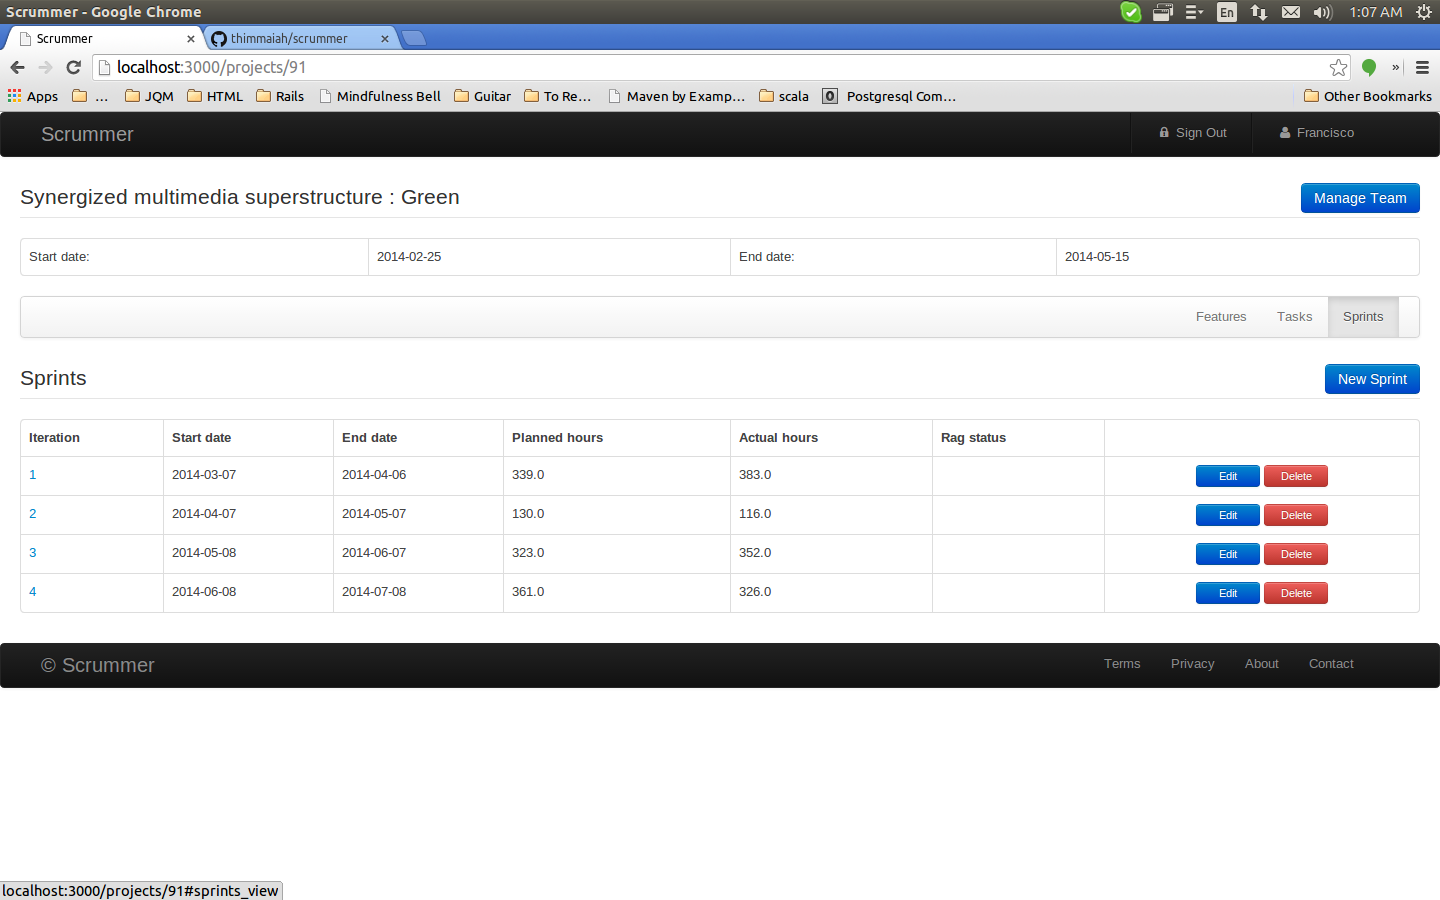 Scrummer - Google Chrome En 1:07 AM
Scrummer thimmaiah/scrummer
localhost:3000/projects/91 »
Apps ... JQM HTML Rails Mindfulness Bell Guitar To Re... Maven by Examp... scala Postgresql Com... Other Bookmarks
Scrummer Sign Out Francisco
Synergized multimedia superstructure : Green Manage Team
Start date: 2014-02-25 End date: 2014-05-15
Features Tasks Sprints
Sprints New Sprint
Iteration Start date End date Planned hours Actual hours Rag status
1 2014-03-07 2014-04-06 339.0 383.0 Edit Delete
2 2014-04-07 2014-05-07 130.0 116.0 Edit Delete
3 2014-05-08 2014-06-07 323.0 352.0 Edit Delete
4 2014-06-08 2014-07-08 361.0 326.0 Edit Delete
© Scrummer Terms Privacy About Contact
localhost:3000/projects/91#sprints_view